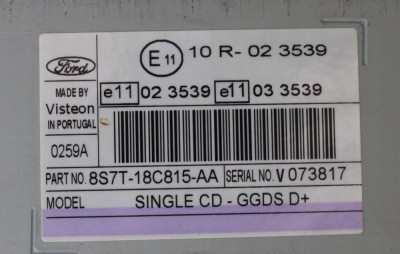 Ford
E 11 10 R- 02 3539
MADE BY
Visteon
IN PORTUGAL
e11 02 3539 e11 03 3539
0259A
PART NO. 8S7T-18C815-AA SERIAL NO. V 073817
MODEL SINGLE CD - GGDS D+